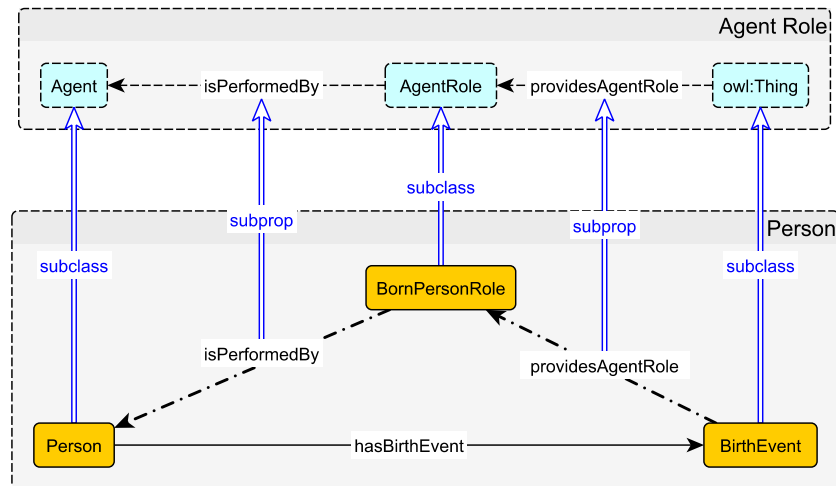 Agent Role
Agent
isPerformedBy
AgentRole
providesAgentRole
owl:Thing
subclass
subprop
Person
subprop
subclass
subclass
BornPersonRole
isPerformedBy
providesAgentRole
Person
hasBirthEvent
BirthEvent